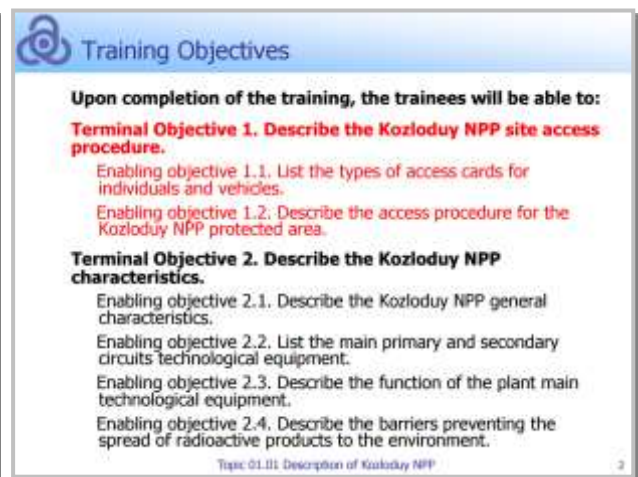 Training Objectives
Upon completion of the training, the trainees will be able to:
Terminal Objective 1. Describe the Kozloduy NPP site access
procedure.
Enabling objective 1.1. List the types of access cards for
individuals and vehicles.
Enabling objective 1.2. Describe the access procedure for the
Kozloduy NPP protected area.
Terminal Objective 2. Describe the Kozloduy NPP
characteristics.
Enabling objective 2.1. Describe the Kozloduy NPP general
characteristics.
Enabling objective 2.2. List the main primary and secondary
circuits technological equipment.
Enabling objective 2.3. Describe the function of the plant main
technological equipment.
Enabling objective 2.4. Describe the barriers preventing the
spread of radioactive products to the environment.
Topic 01.01 Description of Kozloduy NPP
2